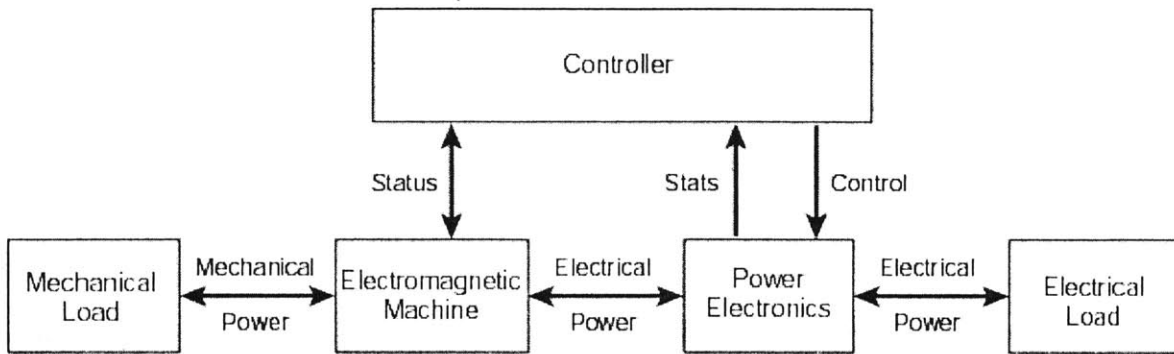 Controller
Status
Stats
Control
Mechanical
Load
Mechanical
Power
Electromagnetic
Machine
Electrical
Power
Power
Electronics
Electrical
Power
Electrical
Load